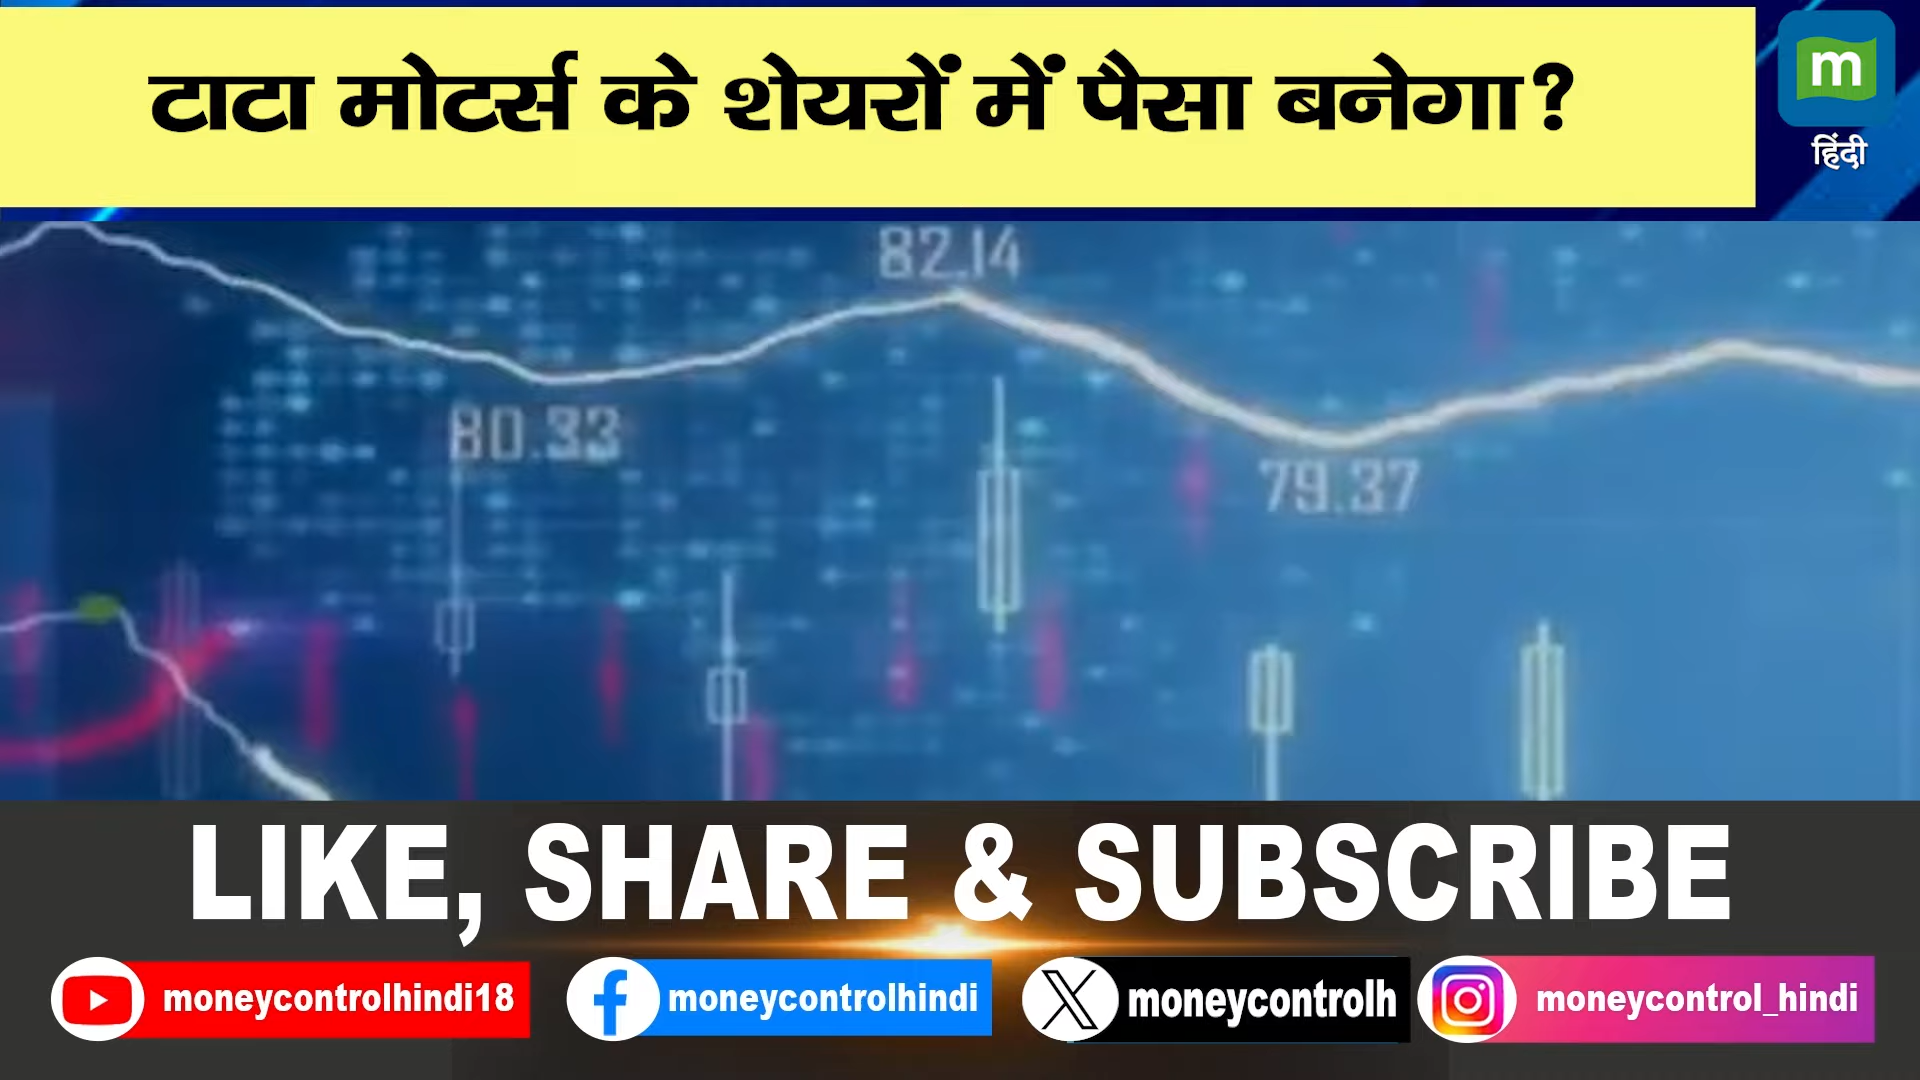 टाटा मोटर्स के शेयरों में पैसा बनेगा?
m
हिंदी
82.14
80.33
79.37
LIKE, SHARE & SUBSCRIBE
moneycontrolhindi18
moneycontrolhindi
moneycontrolh
moneycontrol_hindi